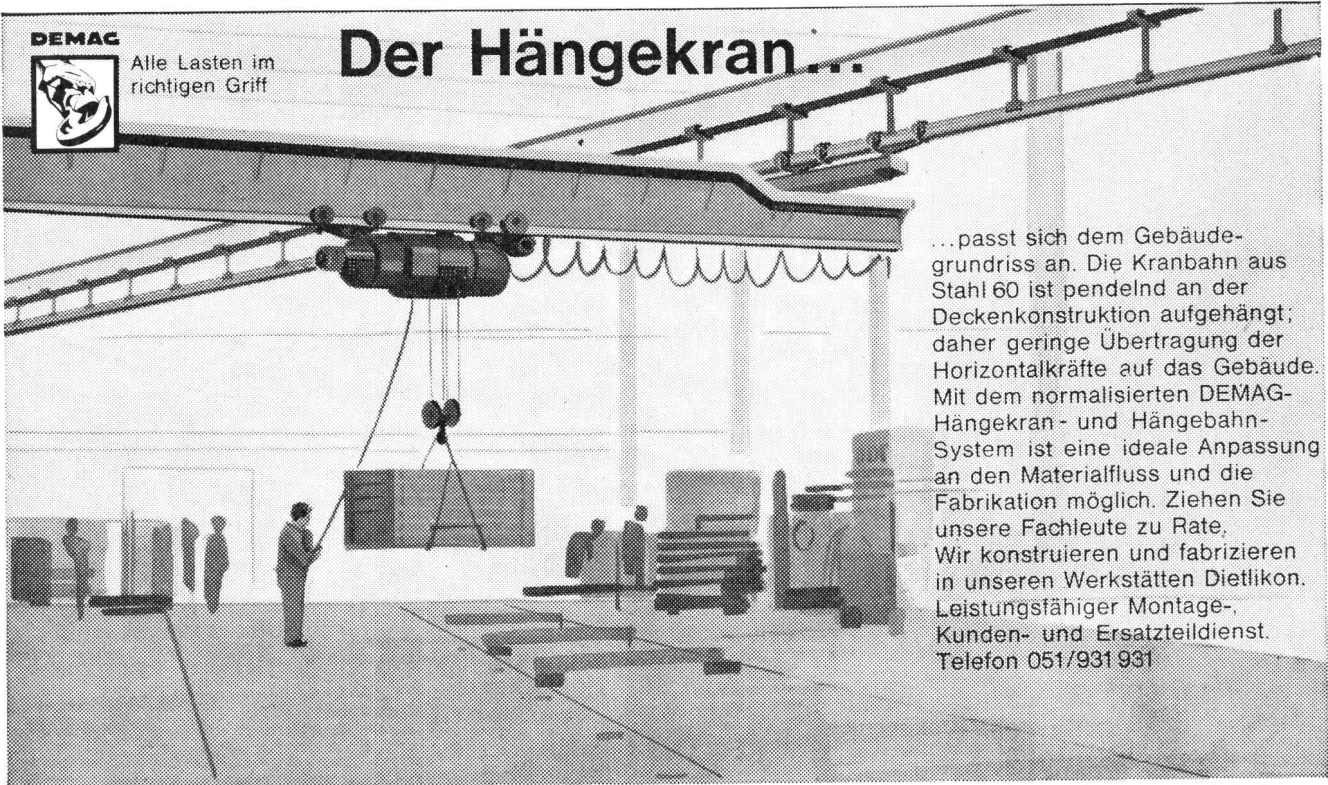 DEMAG
Alle Lasten im
richtigen Griff
Der Hängekran...
...passt sich dem Gebäude-
grundriss an. Die Kranbahn aus
Stahl 60 ist pendelnd an der
Deckenkonstruktion aufgehängt;
daher geringe Übertragung der
Horizontalkräfte auf das Gebäude.
Mit dem normalisierten DEMAG-
Hängekran- und Hängebahn-
System ist eine ideale Anpassung
an den Materialfluss und die
Fabrikation möglich. Ziehen Sie
unsere Fachleute zu Rate.
Wir konstruieren und fabrizieren
in unseren Werkstätten Dietlikon.
Leistungsfähiger Montage-,
Kunden- und Ersatzteildienst.
Telefon 051/931 931